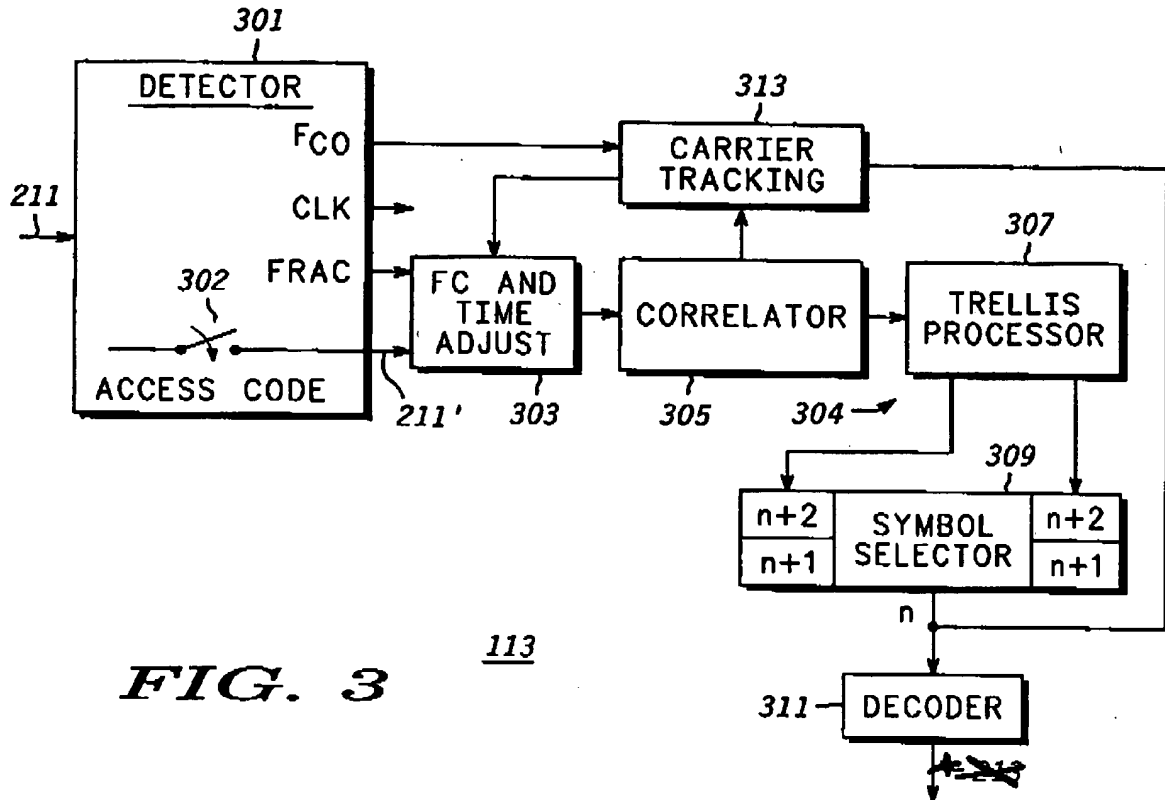 301
DETECTOR
FCO
CLK
FRAC
211
302
ACCESS CODE
211'
FC AND
TIME
ADJUST
303
313
CARRIER
TRACKING
CORRELATOR
305
307
TRELLIS
PROCESSOR
304
309
n+2
n+1
SYMBOL
SELECTOR
n+2
n+1
n
311
DECODER
113
FIG. 3